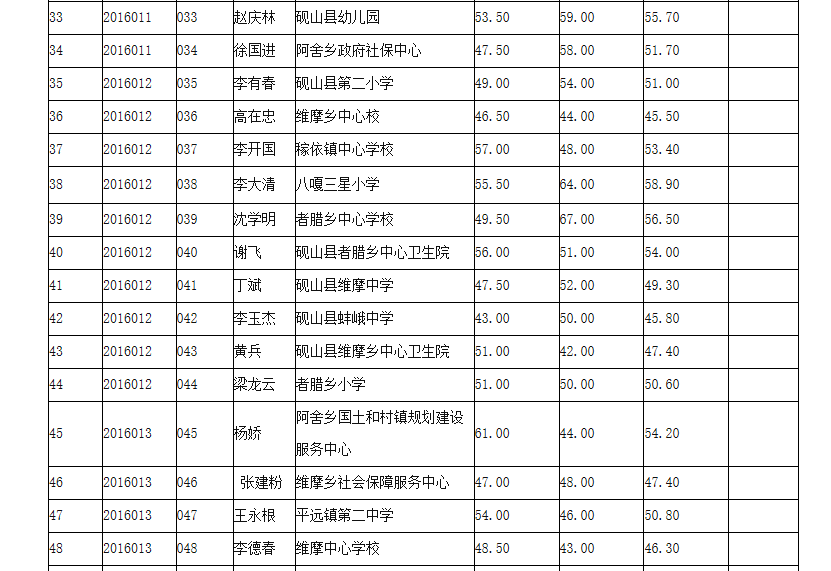 33 2016011 033 赵庆林 砚山县幼儿园 53.50 59.00 55.70
34 2016011 034 徐国进 阿舍乡政府社保中心 47.50 58.00 51.70
35 2016012 035 李有春 砚山县第二小学 49.00 54.00 51.00
36 2016012 036 高在忠 维摩乡中心校 46.50 44.00 45.50
37 2016012 037 李开国 稼依镇中心学校 57.00 48.00 53.40
38 2016012 038 李大清 八嘎三星小学 55.50 64.00 58.90
39 2016012 039 沈学明 者腊乡中心学校 49.50 67.00 56.50
40 2016012 040 谢飞 砚山县者腊乡中心卫生院 56.00 51.00 54.00
41 2016012 041 丁斌 砚山县维摩中学 47.50 52.00 49.30
42 2016012 042 李玉杰 砚山县蚌峨中学 43.00 50.00 45.80
43 2016012 043 黄兵 砚山县维摩乡中心卫生院 51.00 42.00 47.40
44 2016012 044 梁龙云 者腊乡小学 51.00 50.00 50.60
45 2016013 045 杨娇 阿舍乡国土和村镇规划建设
服务中心 61.00 44.00 54.20
46 2016013 046 张建粉 维摩乡社会保障服务中心 47.00 48.00 47.40
47 2016013 047 王永根 平远镇第二中学 54.00 46.00 50.80
48 2016013 048 李德春 维摩中心学校 48.50 43.00 46.30